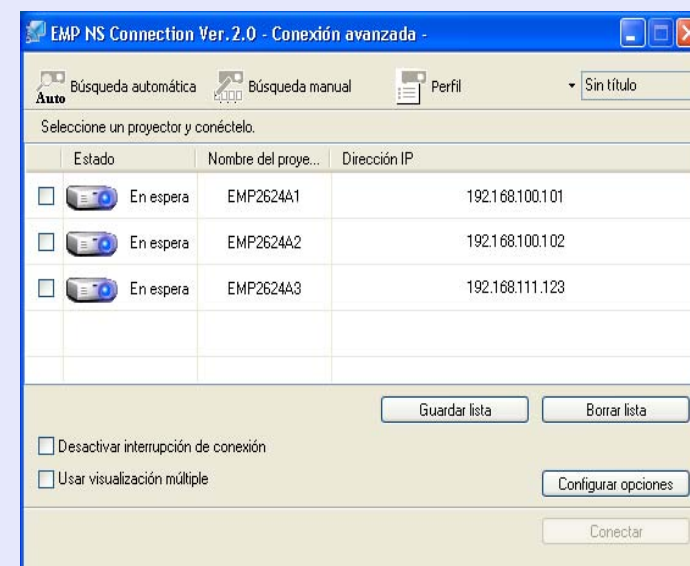 EMP NS Connection Ver.2.0 - Conexión avanzada -
Auto Búsqueda automática Búsqueda manual Perfil Sin título
Seleccione un proyector y conéctelo.
Estado Nombre del proye... Dirección IP
En espera EMP2624A1 192.168.100.101
En espera EMP2624A2 192.168.100.102
En espera EMP2624A3 192.168.111.123
Guardar lista Borrar lista
Desactivar interrupción de conexión
Usar visualización múltiple
Configurar opciones
Conectar